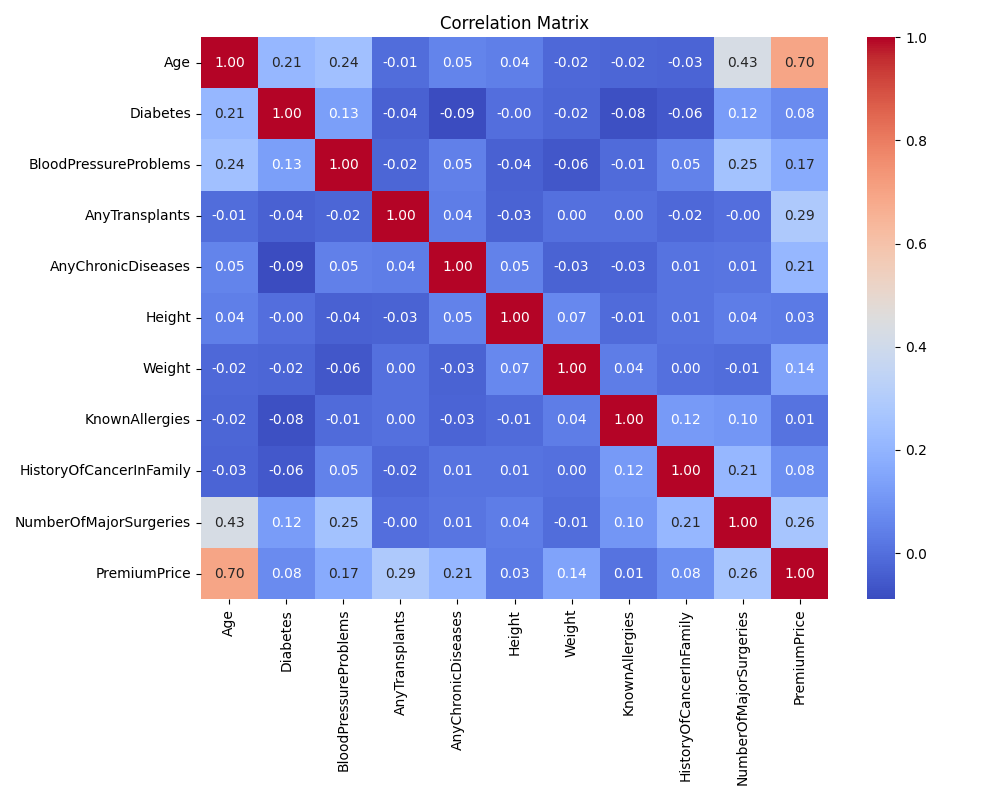 Correlation Matrix
Age 1.00 0.21 0.24 -0.01 0.05 0.04 -0.02 -0.02 -0.03 0.43 0.70
Diabetes 0.21 1.00 0.13 -0.04 -0.09 -0.00 -0.02 -0.08 -0.06 0.12 0.08
BloodPressureProblems 0.24 0.13 1.00 -0.02 0.05 -0.04 -0.06 -0.01 0.05 0.25 0.17
AnyTransplants -0.01 -0.04 -0.02 1.00 0.04 -0.03 0.00 0.00 -0.02 -0.00 0.29
AnyChronicDiseases 0.05 -0.09 0.05 0.04 1.00 0.05 -0.03 -0.03 0.01 0.01 0.21
Height 0.04 -0.00 -0.04 -0.03 0.05 1.00 0.07 -0.01 0.01 0.04 0.03
Weight -0.02 -0.02 -0.06 0.00 -0.03 0.07 1.00 0.04 0.00 -0.01 0.14
KnownAllergies -0.02 -0.08 -0.01 0.00 -0.03 -0.01 0.04 1.00 0.12 0.10 0.01
HistoryOfCancerInFamily -0.03 -0.06 0.05 -0.02 0.01 0.01 0.00 0.12 1.00 0.21 0.08
NumberOfMajorSurgeries 0.43 0.12 0.25 -0.00 0.01 0.04 -0.01 0.10 0.21 1.00 0.26
PremiumPrice 0.70 0.08 0.17 0.29 0.21 0.03 0.14 0.01 0.08 0.26 1.00
Age
Diabetes
BloodPressureProblems
AnyTransplants
AnyChronicDiseases
Height
Weight
KnownAllergies
HistoryOfCancerInFamily
NumberOfMajorSurgeries
PremiumPrice
1.0
0.8
0.6
0.4
0.2
0.0